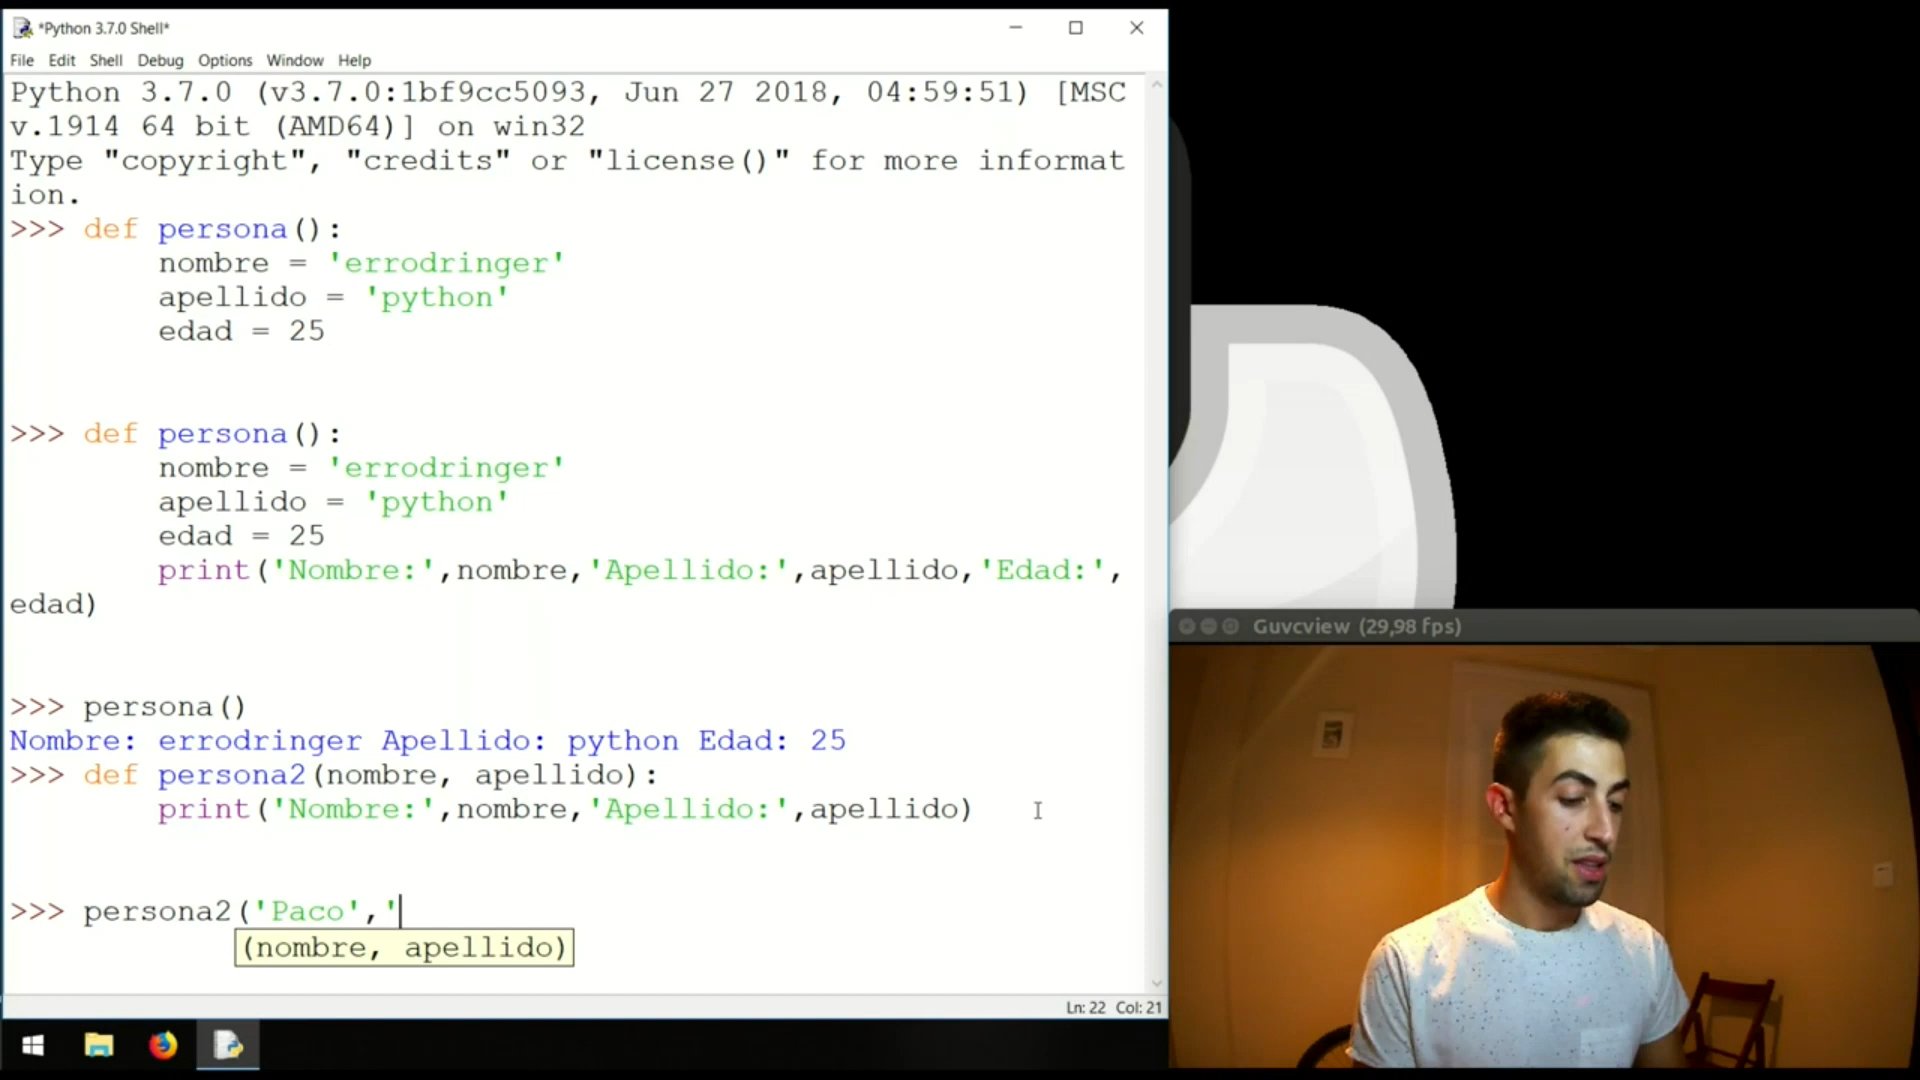 *Python 3.7.0 Shell*
File Edit Shell Debug Options Window Help
Python 3.7.0 (v3.7.0:1bf9cc5093, Jun 27 2018, 04:59:51) [MSC
v.1914 64 bit (AMD64)] on win32
Type "copyright", "credits" or "license()" for more informat
ion.
>>> def persona():
nombre = 'errodringer'
apellido = 'python'
edad = 25
>>> def persona():
nombre = 'errodringer'
apellido = 'python'
edad = 25
print('Nombre:',nombre,'Apellido:',apellido,'Edad:',
edad)
>>> persona()
Nombre: errodringer Apellido: python Edad: 25
>>> def persona2(nombre, apellido):
print('Nombre:',nombre,'Apellido:',apellido)
>>> persona2('Paco','
(nombre, apellido)
Ln: 22 Col: 21
Guvcview (29,98 fps)